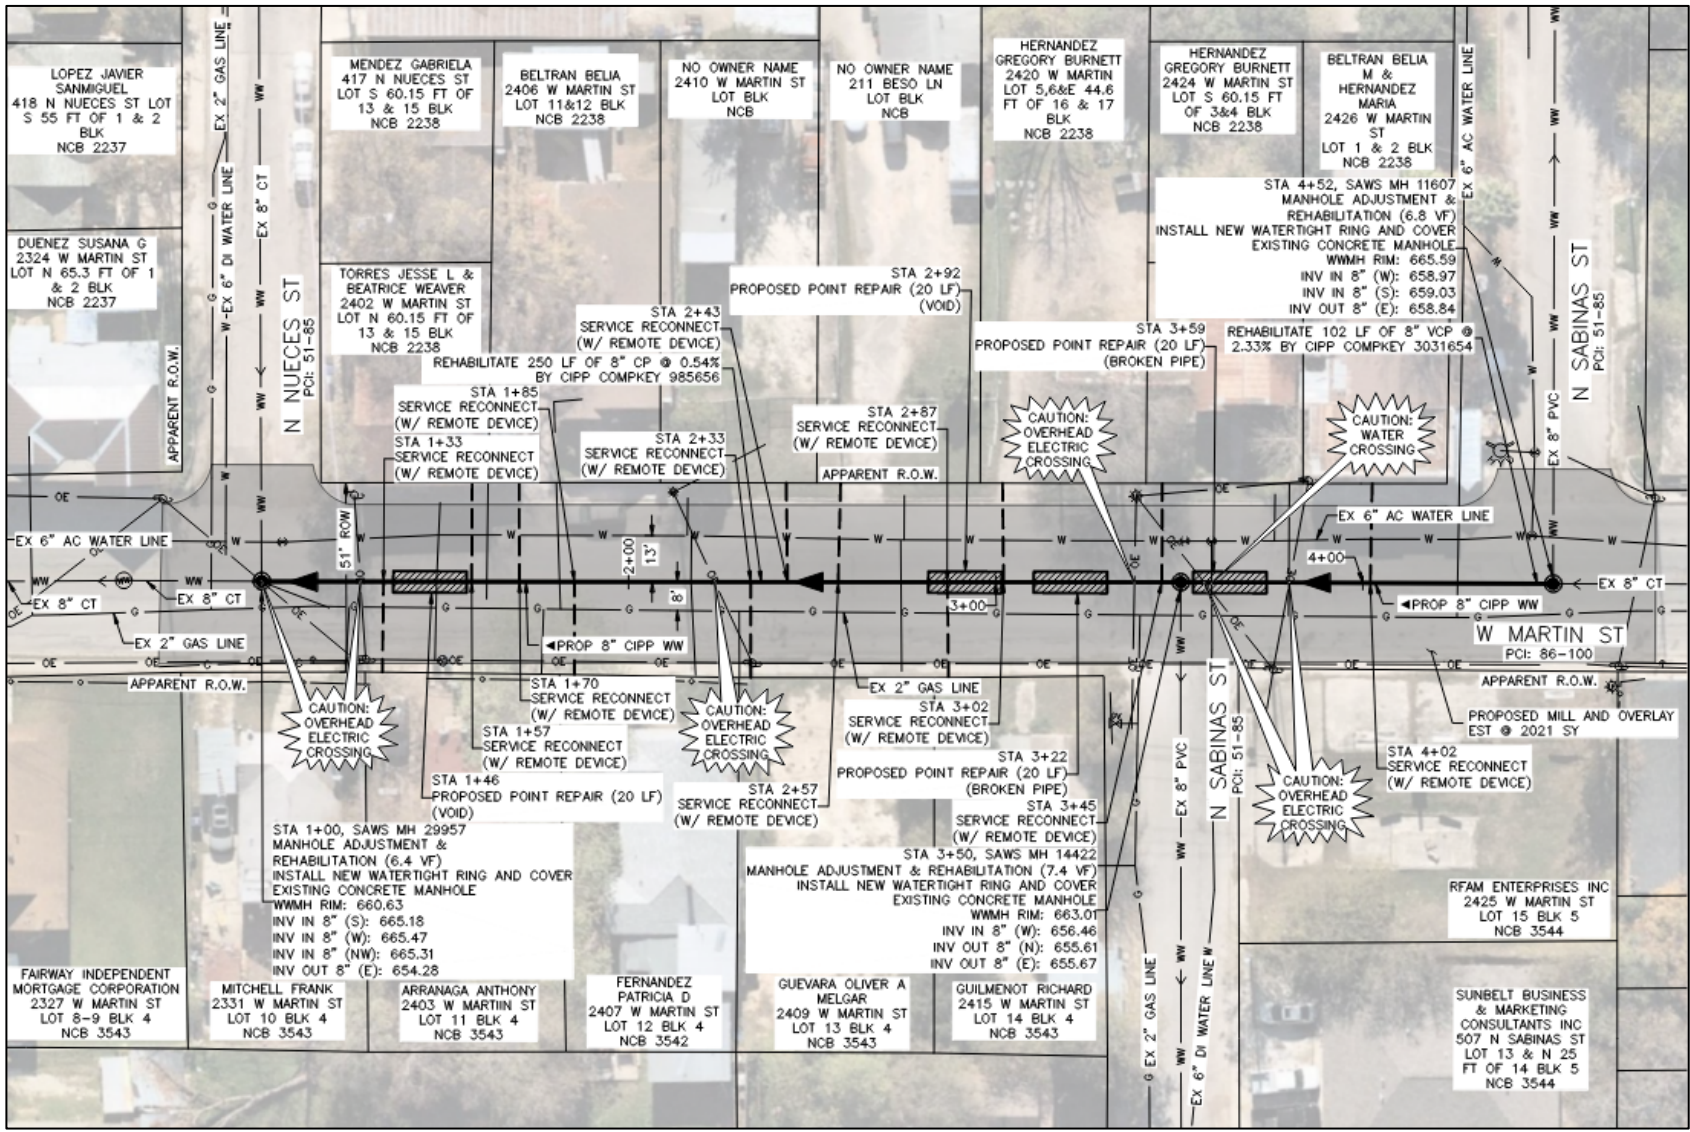 LOPEZ JAVIER
SANMIGUEL
418 N NUECES ST LOT
S 55 FT OF 1 & 2
BLK
NCB 2237
EX 2" GAS LINE
WW
EX 6" DI WATER LINE
EX 8" CT
MENDEZ GABRIELA
417 N NUECES ST
LOT S 60.15 FT OF
13 & 15 BLK
NCB 2238
BELTRAN BELIA
2406 W MARTIN ST
LOT 11&12 BLK
NCB 2238
NO OWNER NAME
2410 W MARTIN ST
LOT BLK
NCB
NO OWNER NAME
211 BESO LN
LOT BLK
NCB
HERNANDEZ
GREGORY BURNETT
2420 W MARTIN
LOT 5,6&E 44.6
FT OF 16 & 17
BLK
NCB 2238
HERNANDEZ
GREGORY BURNETT
2424 W MARTIN ST
LOT S 60.15 FT
OF 3&4 BLK
NCB 2238
BELTRAN BELIA
M &
HERNANDEZ
MARIA
2426 W MARTIN
ST
LOT 1 & 2 BLK
NCB 2238
EX 6" AC WATER LINE
WW
STA 4+52, SAWS MH 11607
MANHOLE ADJUSTMENT &
REHABILITATION (6.8 VF)
INSTALL NEW WATERTIGHT RING AND COVER
EXISTING CONCRETE MANHOLE
WWMH RIM: 665.59
INV IN 8" (W): 658.97
INV IN 8" (S): 659.03
INV OUT 8" (E): 658.84
REHABILITATE 102 LF OF 8" VCP @
2.33% BY CIPP COMPKEY 3031654
N SABINAS ST
PCI: 51-85
EX 8" PVC
DUENEZ SUSANA G
2324 W MARTIN ST
LOT N 65.3 FT OF 1
& 2 BLK
NCB 2237
APPARENT R.O.W.
N NUECES ST
PCI: 51-85
TORRES JESSE L &
BEATRICE WEAVER
2402 W MARTIN ST
LOT N 60.15 FT OF
13 & 15 BLK
NCB 2238
STA 2+92
PROPOSED POINT REPAIR (20 LF)
(VOID)
STA 2+43
SERVICE RECONNECT
(W/ REMOTE DEVICE)
STA 3+59
PROPOSED POINT REPAIR (20 LF)
(BROKEN PIPE)
REHABILITATE 250 LF OF 8" CP @ 0.54%
BY CIPP COMPKEY 985656
STA 1+85
SERVICE RECONNECT
(W/ REMOTE DEVICE)
STA 1+33
SERVICE RECONNECT
(W/ REMOTE DEVICE)
STA 2+33
SERVICE RECONNECT
(W/ REMOTE DEVICE)
STA 2+87
SERVICE RECONNECT
(W/ REMOTE DEVICE)
APPARENT R.O.W.
CAUTION:
OVERHEAD
ELECTRIC
CROSSING
CAUTION:
WATER
CROSSING
OE
EX 6" AC WATER LINE
51' ROW
2+00
13'
8'
EX 6" AC WATER LINE
4+00
WW
EX 8" CT
EX 8" CT
EX 2" GAS LINE
3+00
PROP 8" CIPP WW
PROP 8" CIPP WW
EX 8" CT
W MARTIN ST
PCI: 86-100
APPARENT R.O.W.
APPARENT R.O.W.
EX 2" GAS LINE
CAUTION:
OVERHEAD
ELECTRIC
CROSSING
STA 1+70
SERVICE RECONNECT
(W/ REMOTE DEVICE)
STA 1+57
SERVICE RECONNECT
(W/ REMOTE DEVICE)
STA 1+46
PROPOSED POINT REPAIR (20 LF)
(VOID)
CAUTION:
OVERHEAD
ELECTRIC
CROSSING
STA 2+57
SERVICE RECONNECT
(W/ REMOTE DEVICE)
STA 3+02
SERVICE RECONNECT
(W/ REMOTE DEVICE)
STA 3+22
PROPOSED POINT REPAIR (20 LF)
(BROKEN PIPE)
STA 3+45
SERVICE RECONNECT
(W/ REMOTE DEVICE)
EX 8" PVC
N SABINAS ST
PCI: 51-85
CAUTION:
OVERHEAD
ELECTRIC
CROSSING
PROPOSED MILL AND OVERLAY
EST @ 2021 SY
STA 4+02
SERVICE RECONNECT
(W/ REMOTE DEVICE)
STA 1+00, SAWS MH 29957
MANHOLE ADJUSTMENT &
REHABILITATION (6.4 VF)
INSTALL NEW WATERTIGHT RING AND COVER
EXISTING CONCRETE MANHOLE
WWMH RIM: 660.63
INV IN 8" (S): 665.18
INV IN 8" (W): 665.47
INV IN 8" (NW): 665.31
INV OUT 8" (E): 654.28
STA 3+50, SAWS MH 14422
MANHOLE ADJUSTMENT & REHABILITATION (7.4 VF)
INSTALL NEW WATERTIGHT RING AND COVER
EXISTING CONCRETE MANHOLE
WWMH RIM: 663.01
INV IN 8" (W): 656.46
INV OUT 8" (N): 655.61
INV OUT 8" (E): 655.67
FAIRWAY INDEPENDENT
MORTGAGE CORPORATION
2327 W MARTIN ST
LOT 8-9 BLK 4
NCB 3543
MITCHELL FRANK
2331 W MARTIN ST
LOT 10 BLK 4
NCB 3543
ARRANAGA ANTHONY
2403 W MARTIIN ST
LOT 11 BLK 4
NCB 3543
FERNANDEZ
PATRICIA D
2407 W MARTIN ST
LOT 12 BLK 4
NCB 3542
GUEVARA OLIVER A
MELGAR
2409 W MARTIN ST
LOT 13 BLK 4
NCB 3543
GUILMENOT RICHARD
2415 W MARTIN ST
LOT 14 BLK 4
NCB 3543
EX 2" GAS LINE
EX 6" DI WATER LINE
RFAM ENTERPRISES INC
2425 W MARTIN ST
LOT 15 BLK 5
NCB 3544
SUNBELT BUSINESS
& MARKETING
CONSULTANTS INC
507 N SABINAS ST
LOT 13 & N 25
FT OF 14 BLK 5
NCB 3544